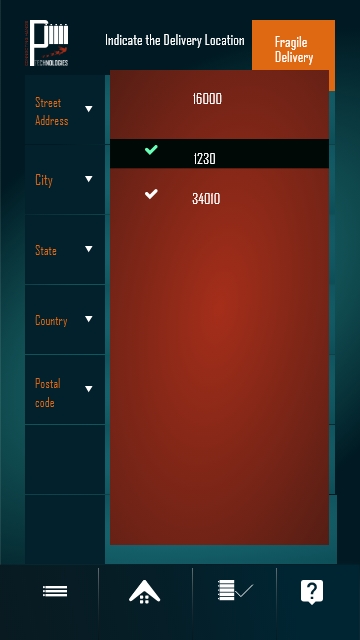 TECHNOLOGIES
Indicate the Delivery Location
Fragile
Delivery
Street
Address
City
State
Country
Postal
code
16000
1230
34010
?